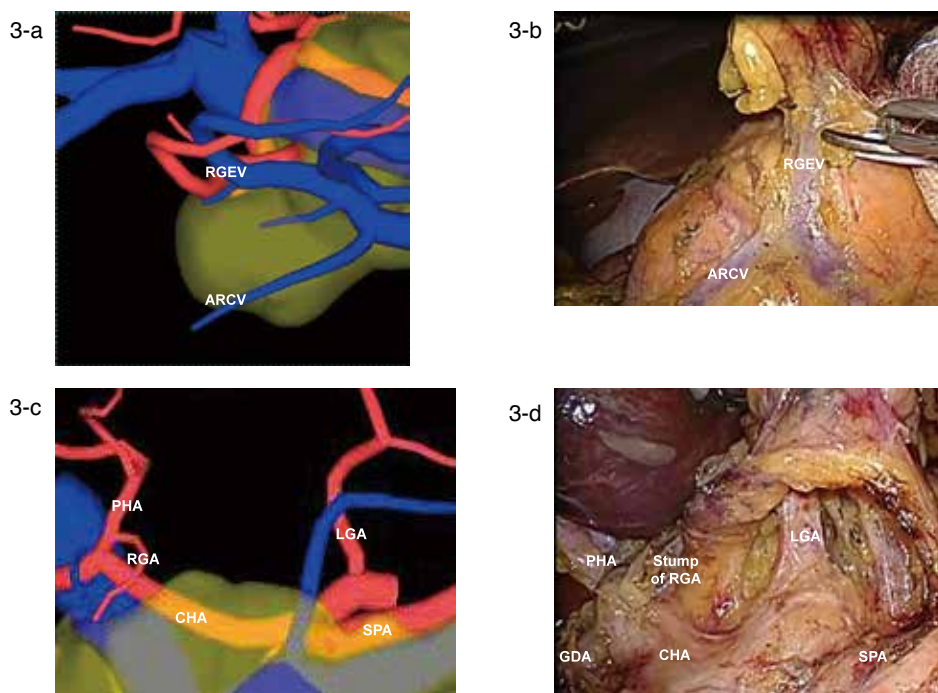 3-a
RGEV
ARCV
3-b
RGEV
ARCV
3-c
PHA
RGA
LGA
CHA
SPA
3-d
PHA
Stump
of RGA
LGA
GDA
CHA
SPA